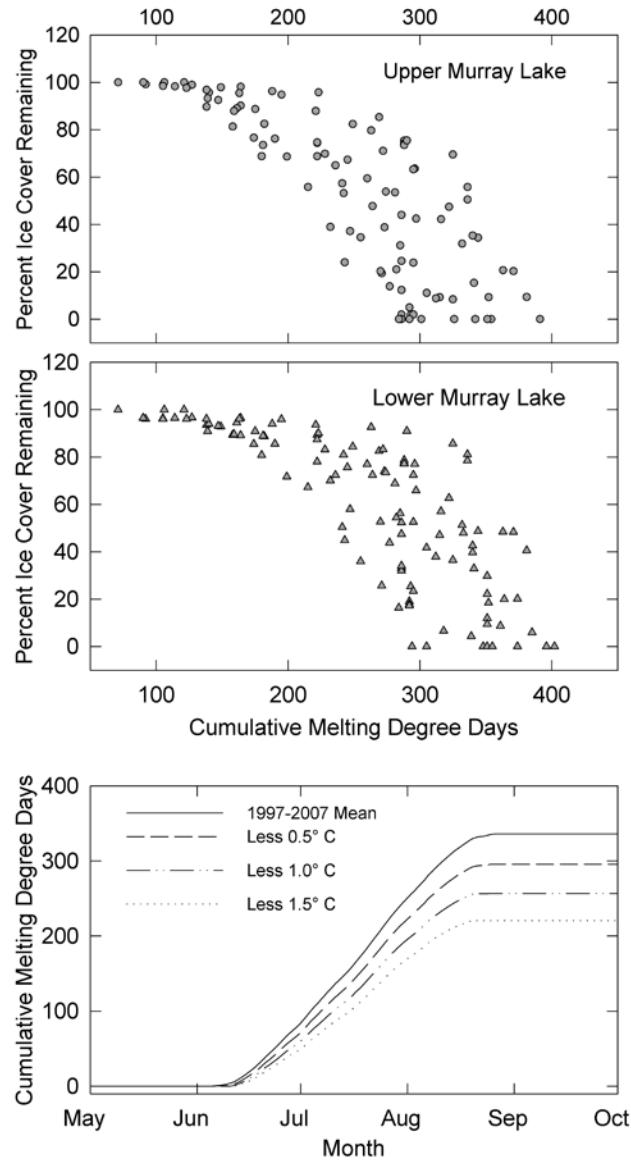 100 200 300 400
120
100
80
60
40
20
0
Percent Ice Cover Remaining
Upper Murray Lake
120
100
80
60
40
20
0
Percent Ice Cover Remaining
Lower Murray Lake
100 200 300 400
Cumulative Melting Degree Days
400
300
200
100
0
Cumulative Melting Degree Days
1997-2007 Mean
Less 0.5° C
Less 1.0° C
Less 1.5° C
May Jun Jul Aug Sep Oct
Month